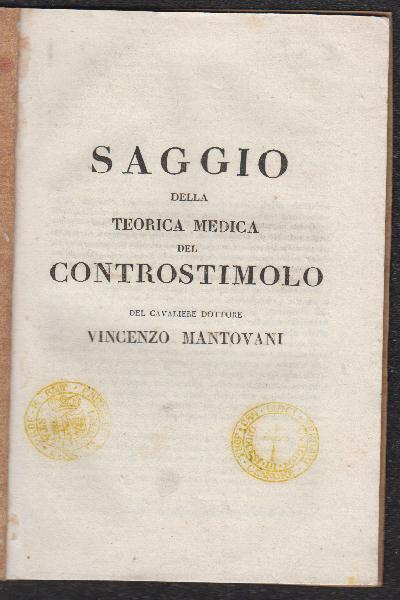 SAGGIO
DELLA
TEORICA MEDICA
DEL
CONTROSTIMOLO
DEL CAVALIERE DOTTORE
VINCENZO MANTOVANI